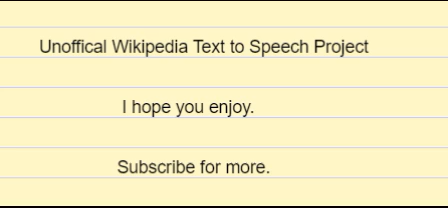 Unoffical Wikipedia Text to Speech Project
I hope you enjoy.
Subscribe for more.